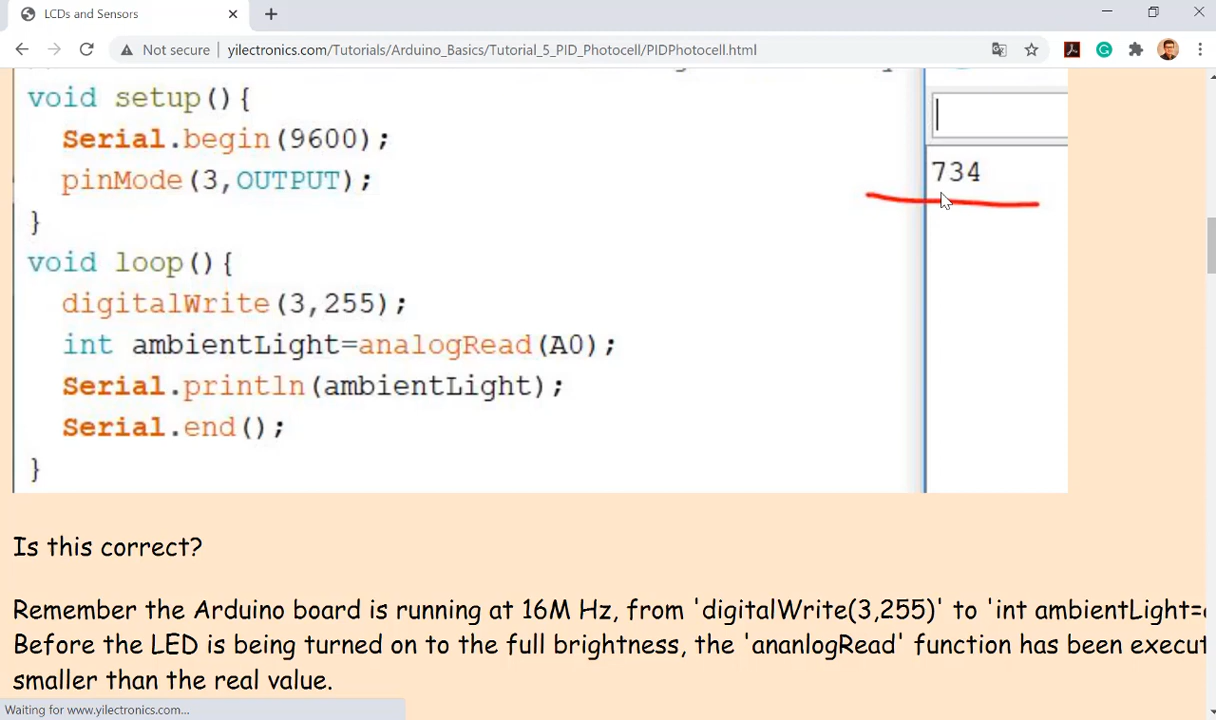 LCDs and Sensors
Not secure yilectronics.com/Tutorials/Arduino_Basics/Tutorial_5_PID_Photocell/PIDPhotocell.html
void setup(){
Serial.begin(9600);
pinMode(3,OUTPUT);
}
void loop(){
digitalWrite(3,255);
int ambientLight=analogRead(A0);
Serial.println(ambientLight);
Serial.end();
}
734
Is this correct?
Remember the Arduino board is running at 16M Hz, from 'digitalWrite(3,255)' to 'int ambientLight=
Before the LED is being turned on to the full brightness, the 'ananlogRead' function has been execut
smaller than the real value.
Waiting for www.yilectronics.com...